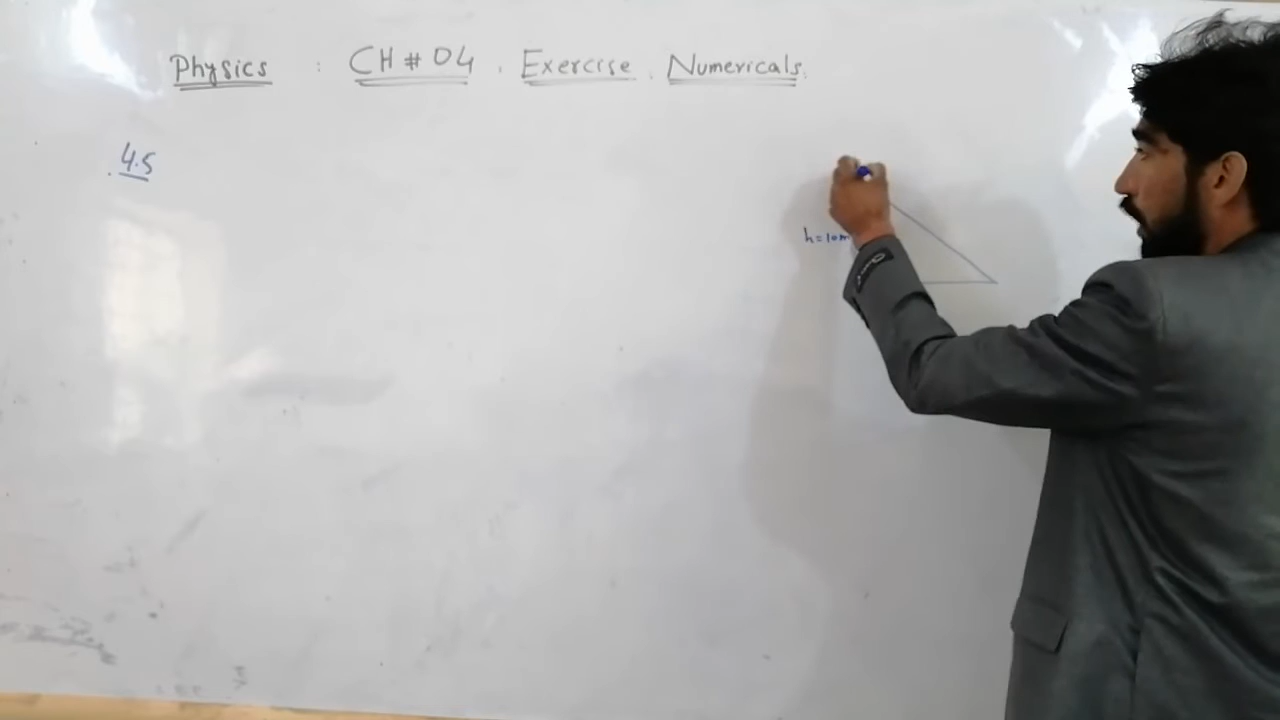 Physics : CH # 04 . Exercise . Numericals.
4.5
h=10m